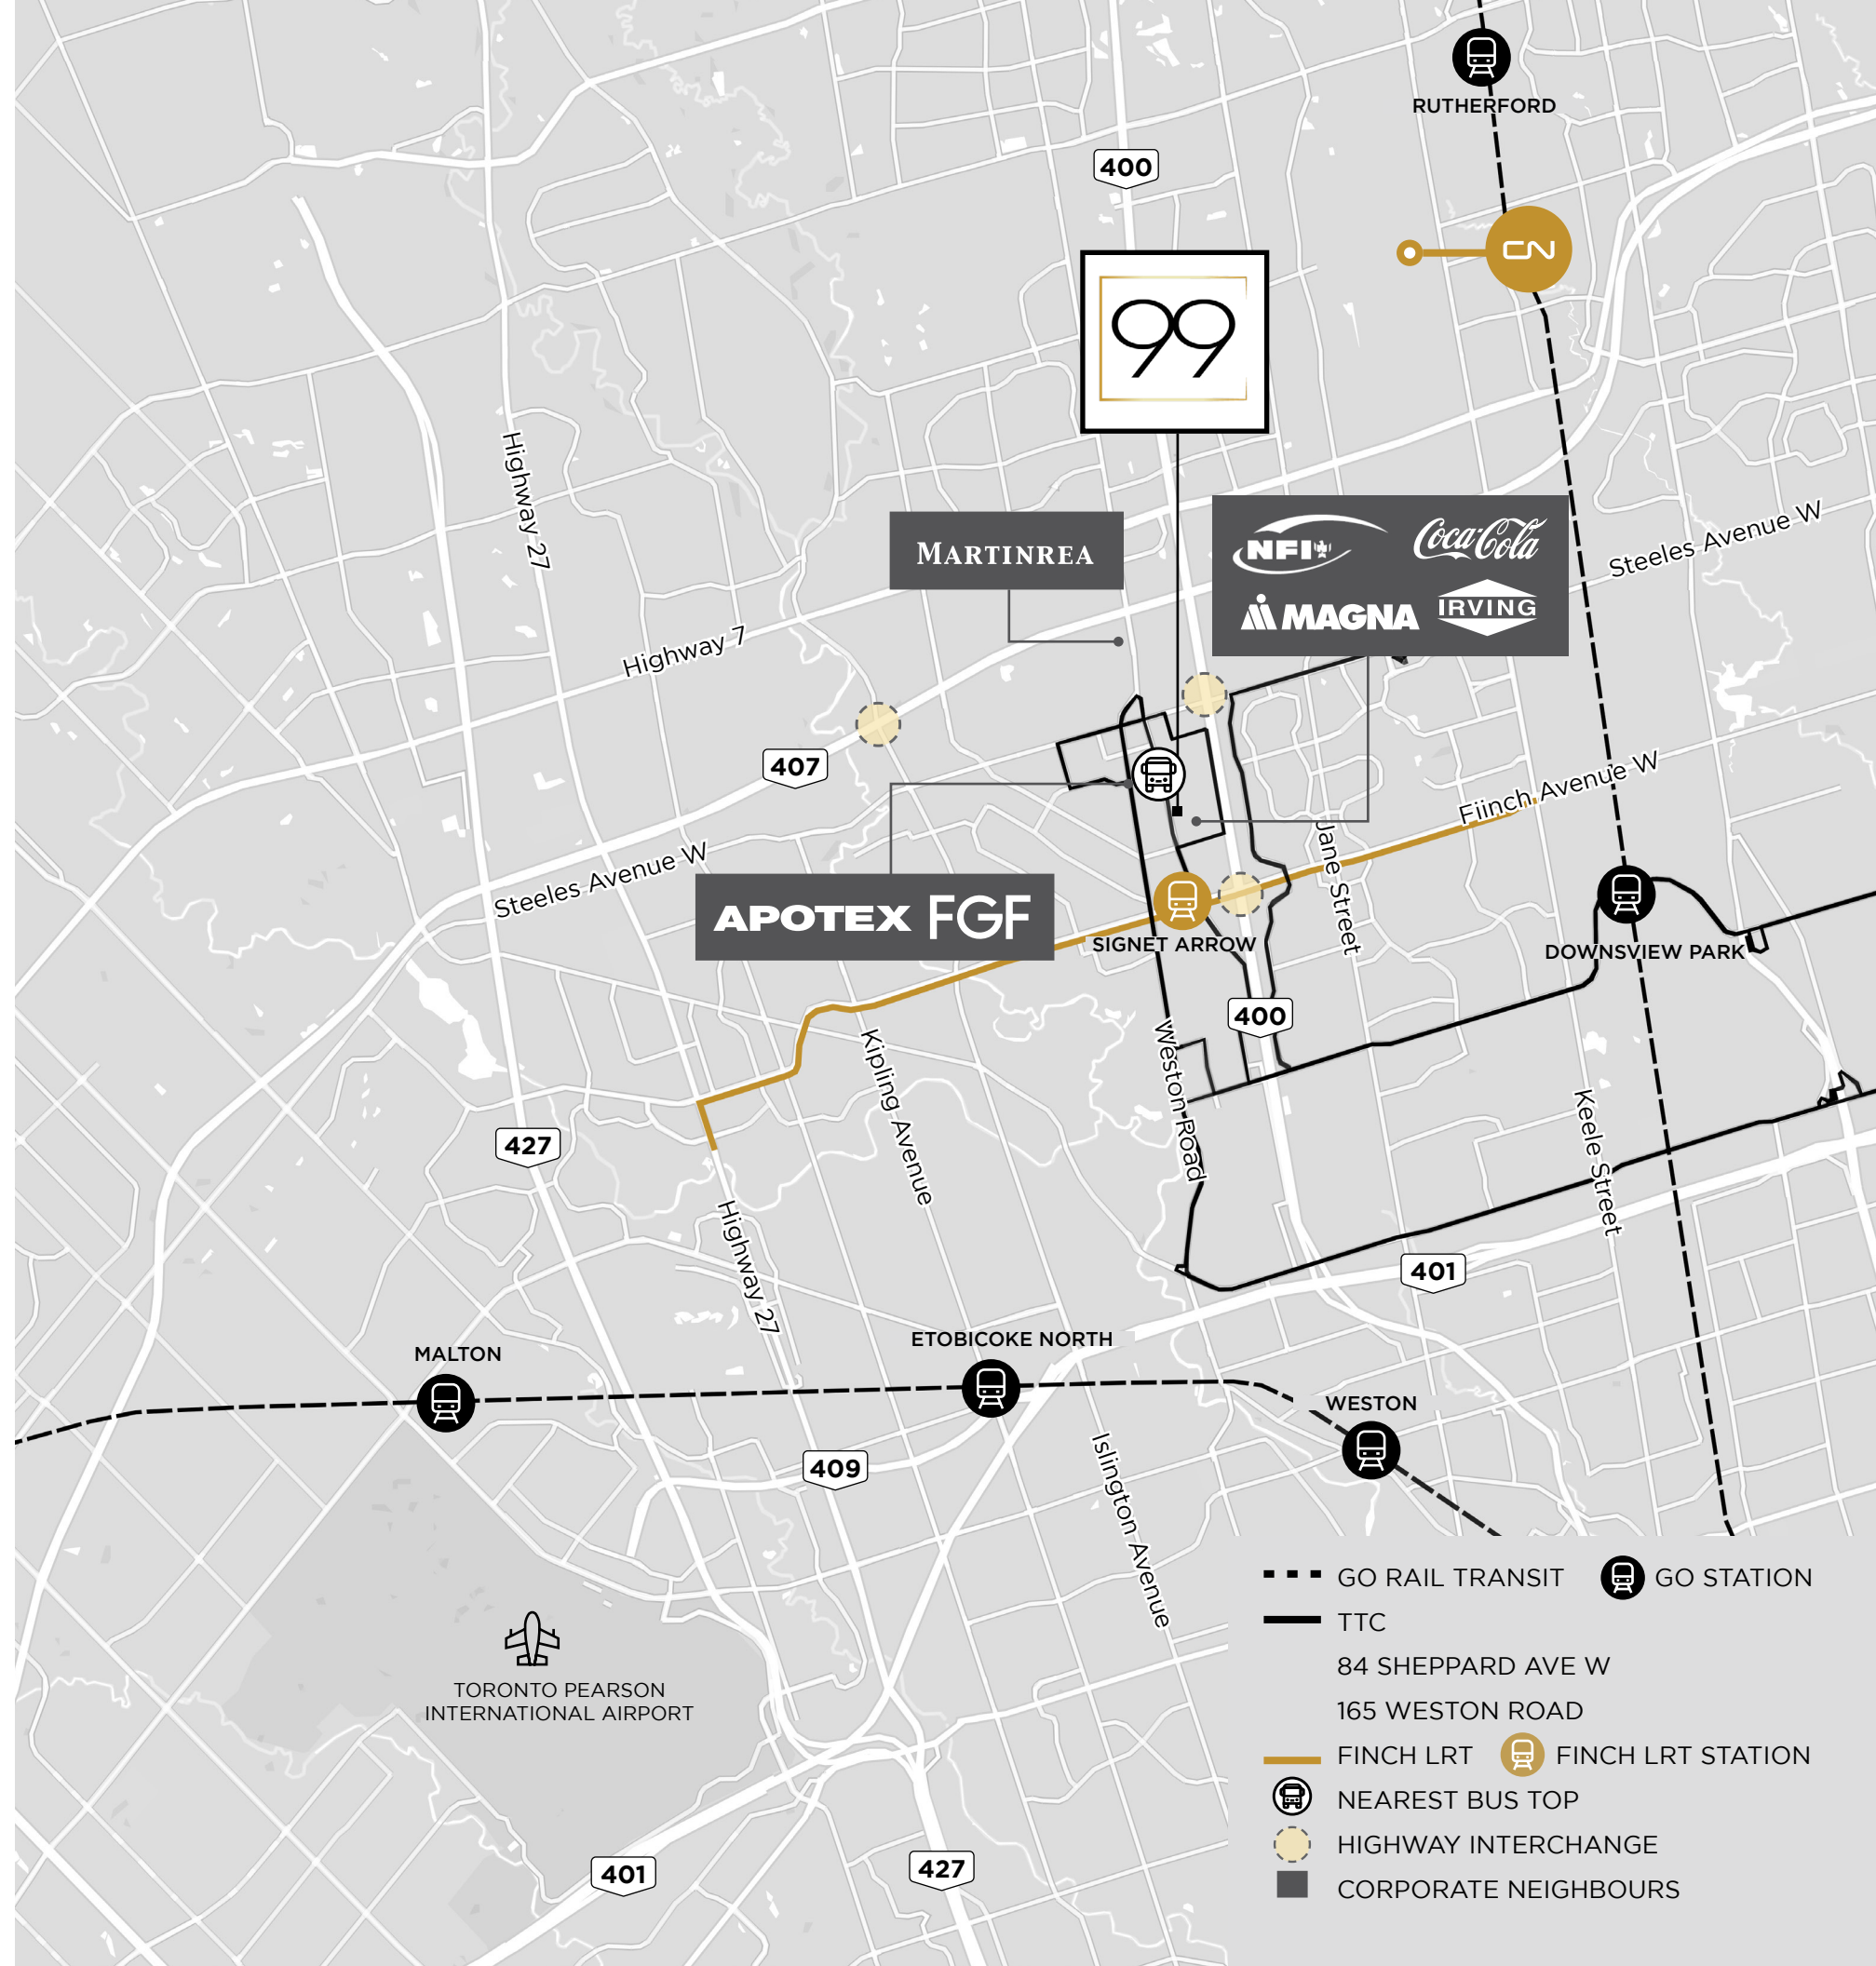 RUTHERFORD
400
CN
99
Highway 27
MARTINREA
NFI
Coca-Cola
MAGNA
IRVING
Steeles Avenue W
Highway 7
407
Fiinch Avenue W
Jane Street
Steeles Avenue W
APOTEX FGF
SIGNET ARROW
DOWNSVIEW PARK
400
Weston Road
Kipling Avenue
Keele Street
427
Highway 27
401
ETOBICOKE NORTH
MALTON
WESTON
409
Islington Avenue
TORONTO PEARSON
INTERNATIONAL AIRPORT
401
427
GO RAIL TRANSIT
GO STATION
TTC
84 SHEPPARD AVE W
165 WESTON ROAD
FINCH LRT
FINCH LRT STATION
NEAREST BUS TOP
HIGHWAY INTERCHANGE
CORPORATE NEIGHBOURS